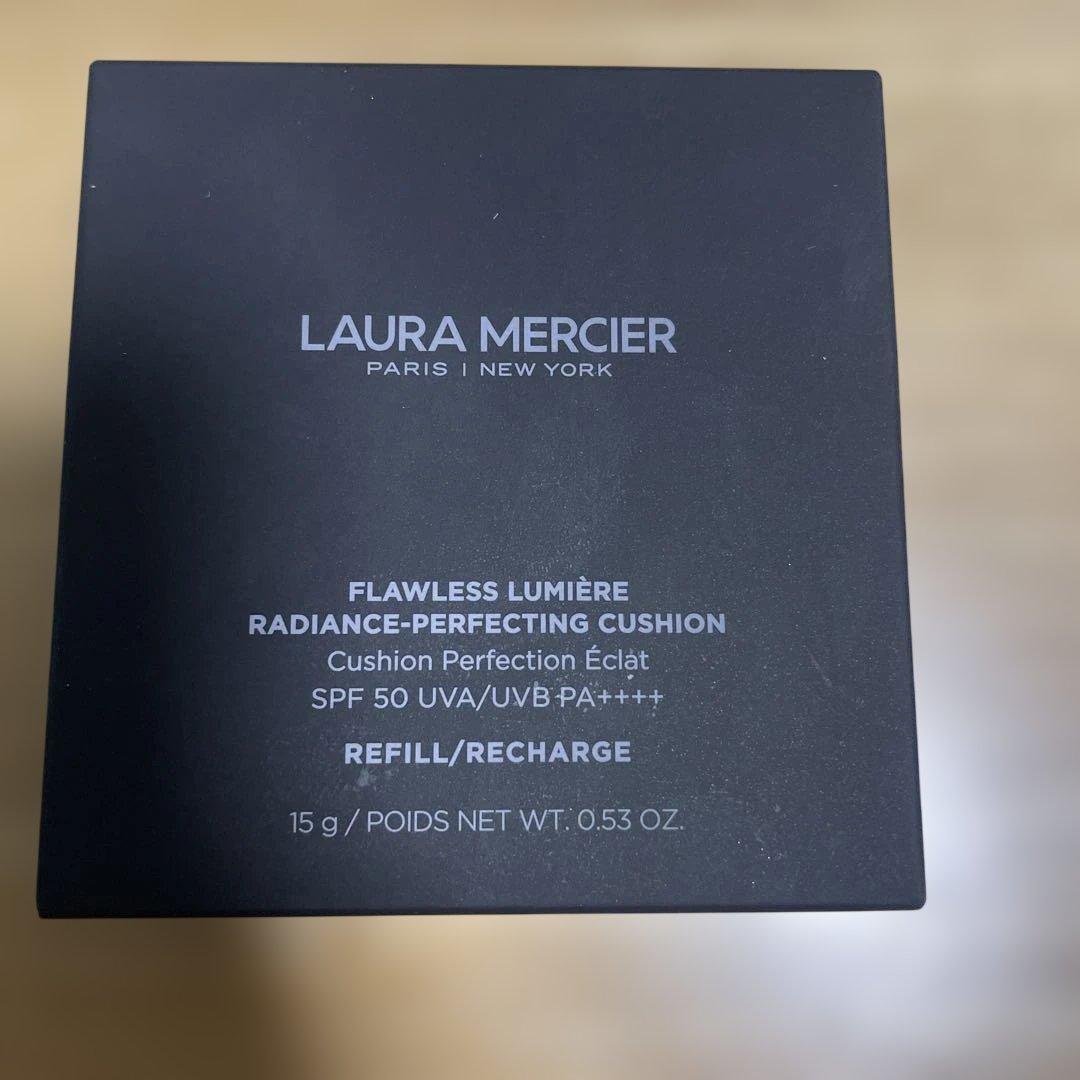 LAURA MERCIER
PARIS | NEW YORK
FLAWLESS LUMIÈRE
RADIANCE-PERFECTING CUSHION
Cushion Perfection Éclat
SPF 50 UVA/UVB PA++++
REFILL/RECHARGE
15 g / POIDS NET WT. 0.53 OZ.